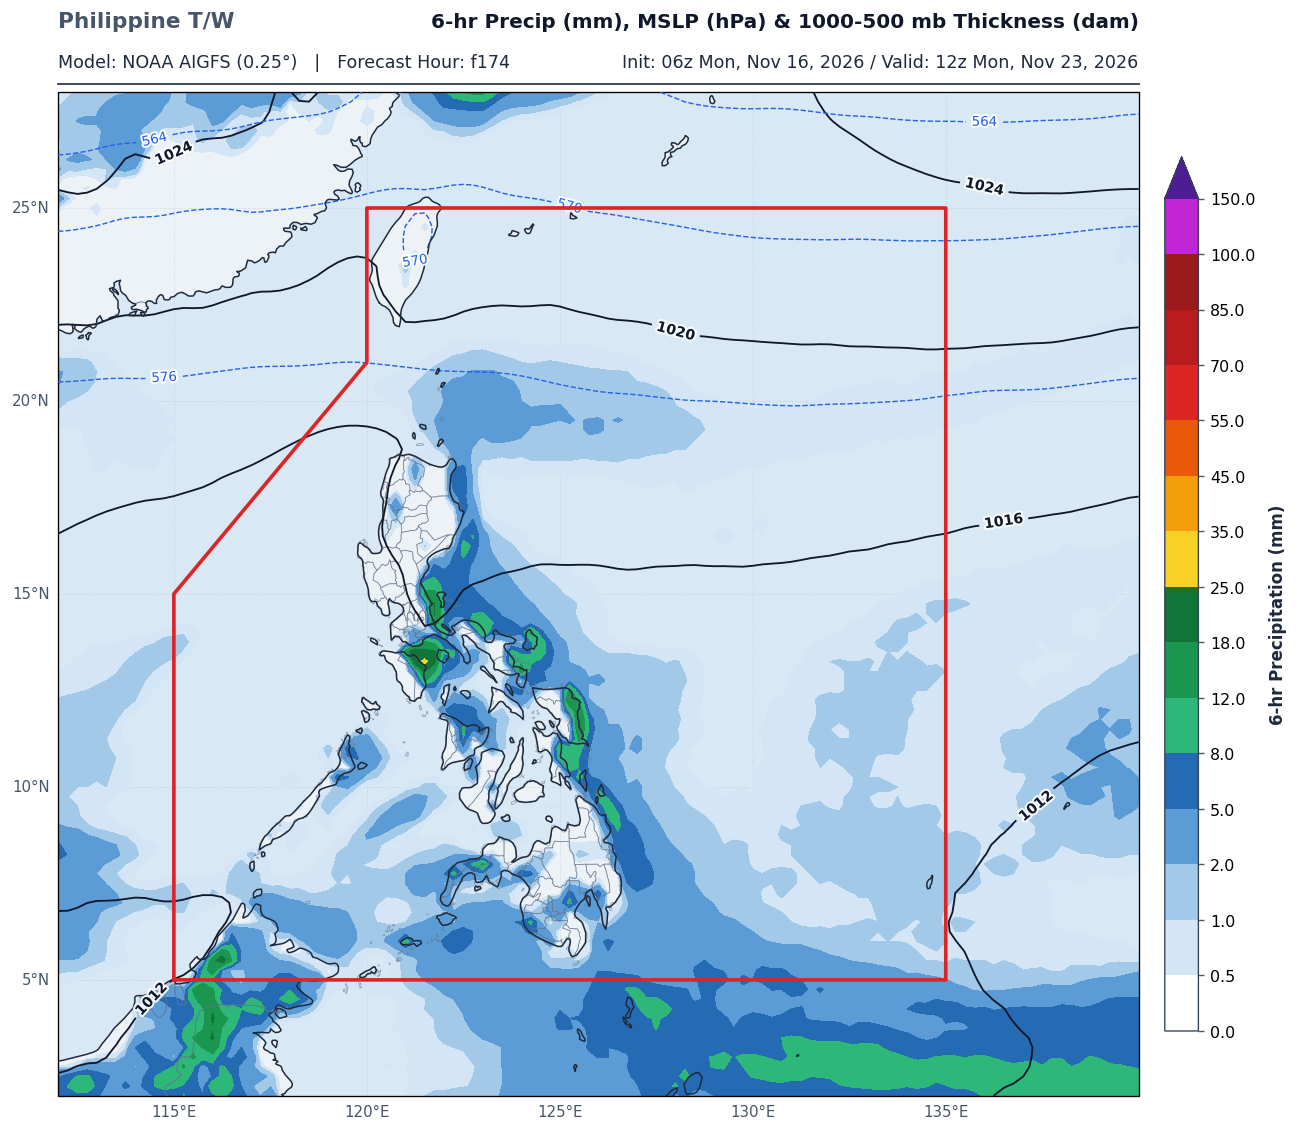 Philippine T/W
6-hr Precip (mm), MSLP (hPa) & 1000-500 mb Thickness (dam)
Model: NOAA AIGFS (0.25°) | Forecast Hour: f174
Init: 06z Mon, Nov 16, 2026 / Valid: 12z Mon, Nov 23, 2026
564
1024
564
1024
570
570
1020
576
1016
1012
1012
25°N
20°N
15°N
10°N
5°N
115°E
120°E
125°E
130°E
135°E
150.0
100.0
85.0
70.0
55.0
45.0
35.0
25.0
18.0
12.0
8.0
5.0
2.0
1.0
0.5
0.0
6-hr Precipitation (mm)